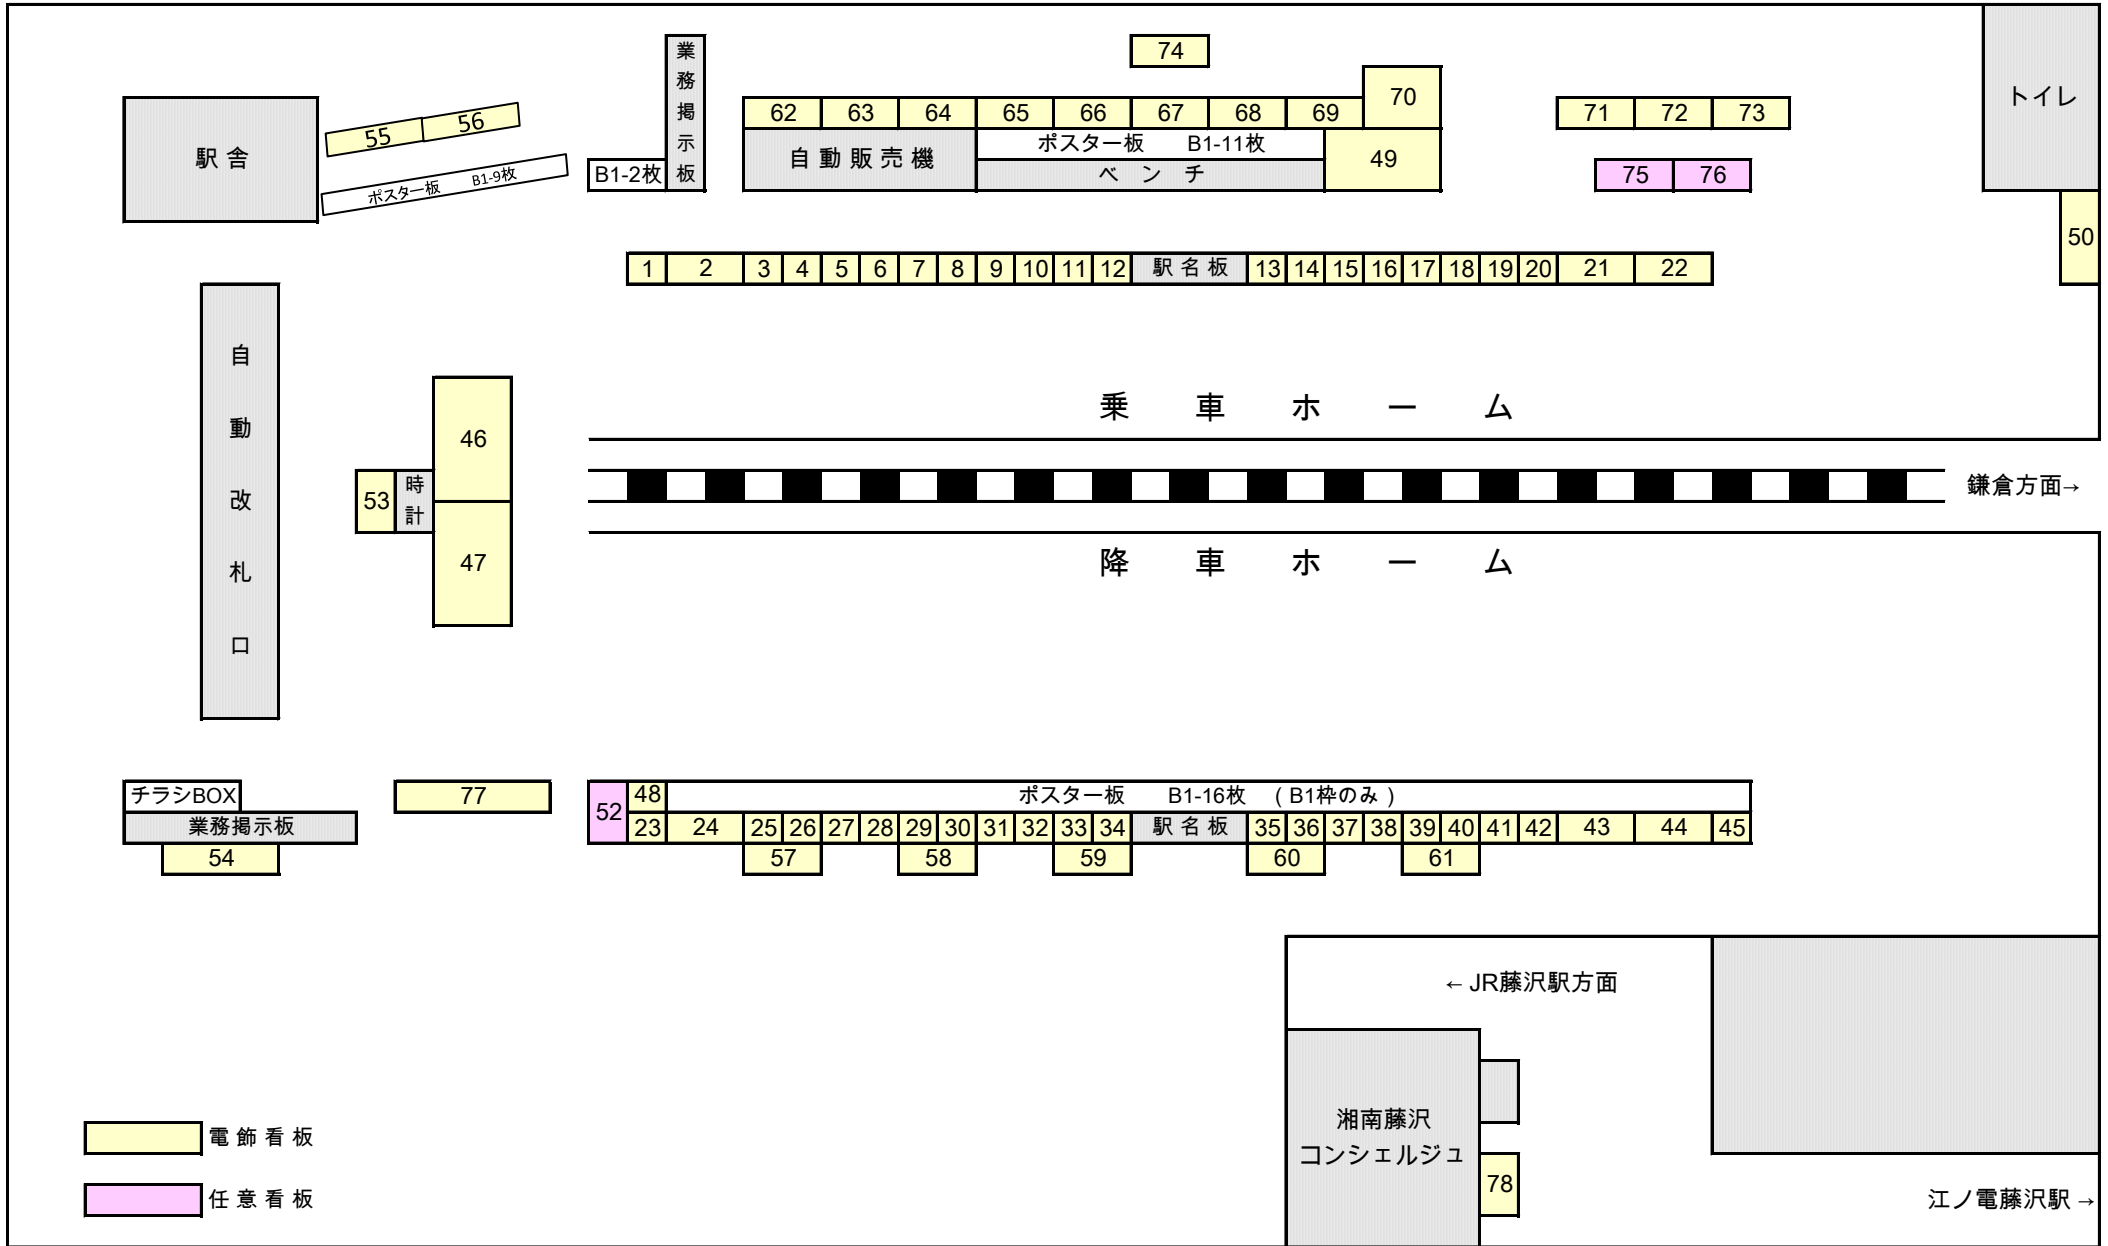 74
業務掲示板
トイレ
70
62 63 64 65 66 67 68 69
71 72 73
55 56
駅舎
ポスター板 B1-9枚
B1-2枚
自動販売機
ポスター板 B1-11枚
ベンチ
49
75 76
50
1 2 3 4 5 6 7 8 9 10 11 12 駅名板 13 14 15 16 17 18 19 20 21 22
自動改札口
46
乗車ホーム
53 時計
鎌倉方面→
47
降車ホーム
チラシBOX
業務掲示板
54
77
52
48 ポスター板 B1-16枚 (B1枠のみ)
23 24 25 26 27 28 29 30 31 32 33 34 駅名板 35 36 37 38 39 40 41 42 43 44 45
57 58 59 60 61
←JR藤沢駅方面
湘南藤沢
コンシェルジュ
78
江ノ電藤沢駅→
電飾看板
任意看板